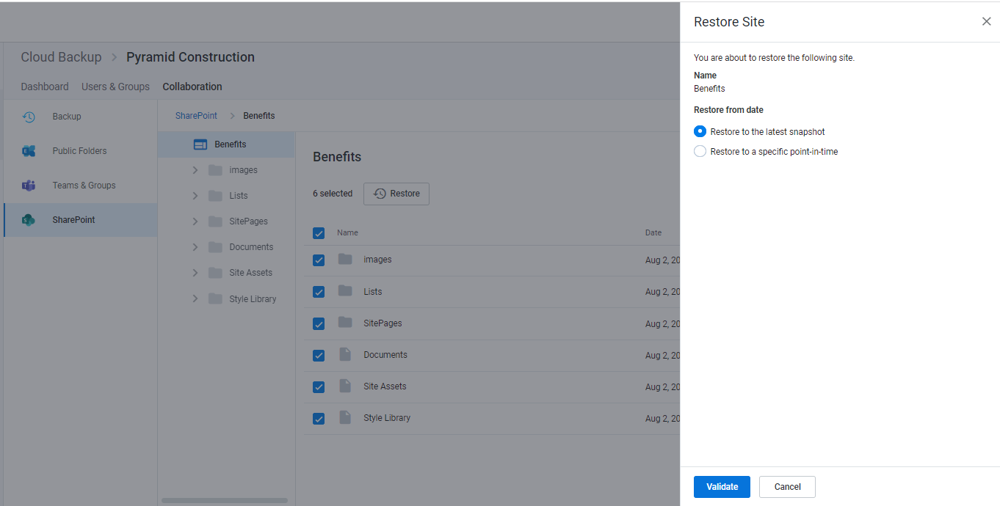 Restore Site
You are about to restore the following site.
Name
Benefits
Restore from date
Restore to the latest snapshot
Restore to a specific point-in-time
Validate
Cancel
Cloud Backup > Pyramid Construction
Dashboard Users & Groups Collaboration
Backup
Public Folders
Teams & Groups
SharePoint
SharePoint > Benefits
Benefits
images
Lists
SitePages
Documents
Site Assets
Style Library
Benefits
6 selected Restore
Name Date
images Aug 2, 20
Lists Aug 2, 20
SitePages Aug 2, 20
Documents Aug 2, 20
Site Assets Aug 2, 20
Style Library Aug 2, 20